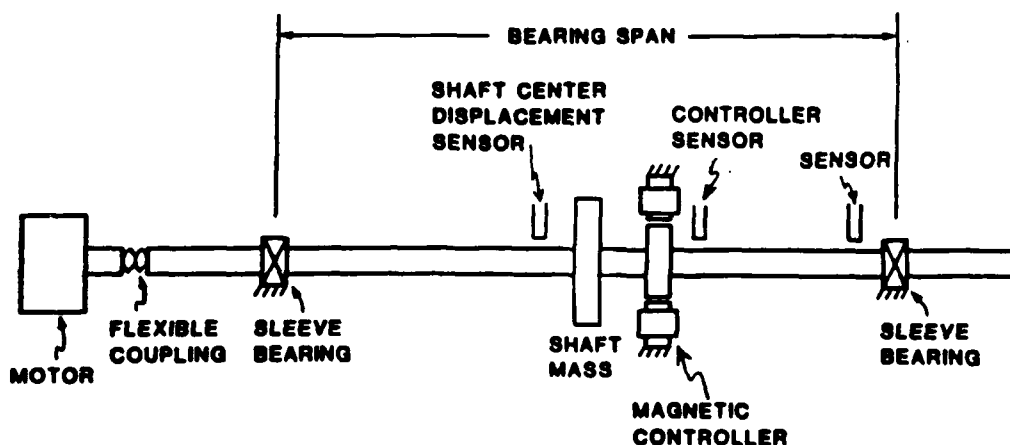 BEARING SPAN
SHAFT CENTER
DISPLACEMENT
SENSOR
CONTROLLER
SENSOR
SENSOR
MOTOR
FLEXIBLE
COUPLING
SLEEVE
BEARING
SHAFT
MASS
MAGNETIC
CONTROLLER
SLEEVE
BEARING